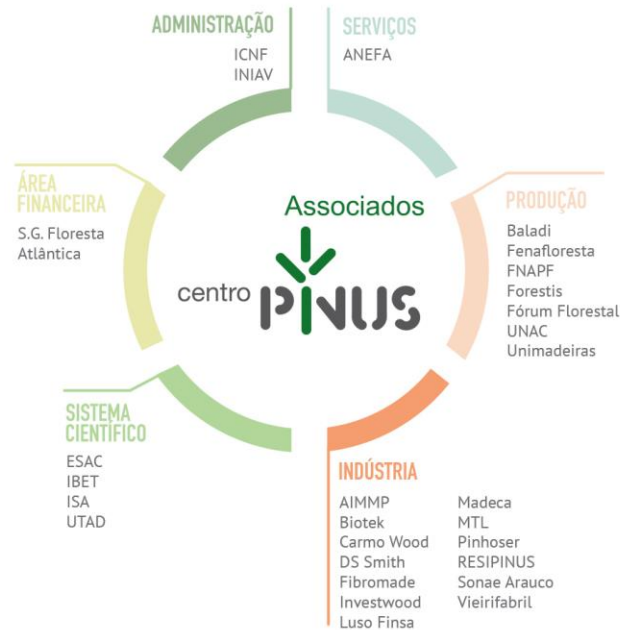 ADMINISTRAÇÃO
ICNF
INIAV
SERVIÇOS
ANEFA
ÁREA
FINANCEIRA
S.G. Floresta
Atlântica
Associados
centro PINUS
PRODUÇÃO
Baladi
Fenafloresta
FNAPF
Forestis
Fórum Florestal
UNAC
Unimadeiras
SISTEMA
CIENTÍFICO
ESAC
IBET
ISA
UTAD
INDÚSTRIA
AIMMP
Biotek
Carmo Wood
DS Smith
Fibromade
Investwood
Luso Finsa
Madeca
MTL
Pinhoser
RESIPINUS
Sonae Arauco
Vieirifabril